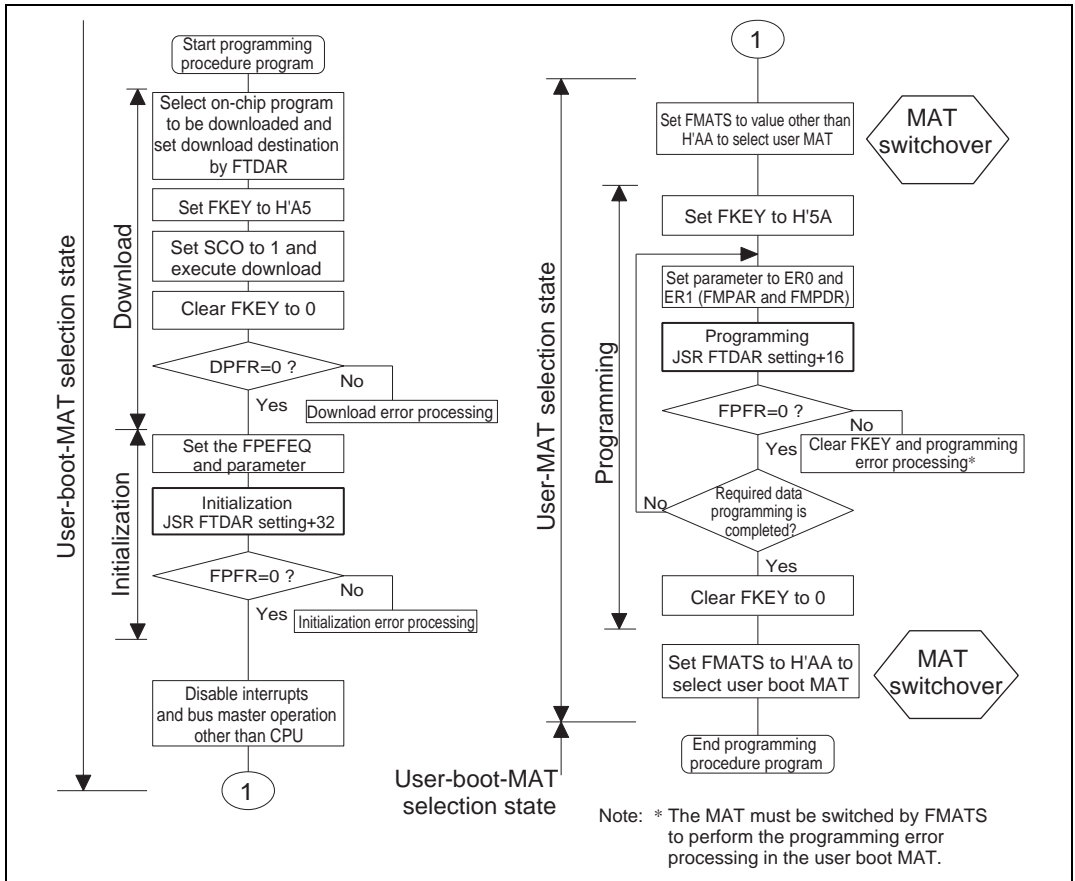 User-boot-MAT selection state
Start programming
procedure program
Download
Select on-chip program
to be downloaded and
set download destination
by FTDAR
Set FKEY to H'A5
Set SCO to 1 and
execute download
Clear FKEY to 0
DPFR=0 ?
No
Yes
Download error processing
Initialization
Set the FPEFEQ
and parameter
Initialization
JSR FTDAR setting+32
FPFR=0 ?
No
Yes
Initialization error processing
Disable interrupts
and bus master operation
other than CPU
1
1
User-MAT selection state
Set FMATS to value other than
H'AA to select user MAT
MAT
switchover
Programming
Set FKEY to H'5A
Set parameter to ER0 and
ER1 (FMPAR and FMPDR)
Programming
JSR FTDAR setting+16
FPFR=0 ?
No
Yes
Clear FKEY and programming
error processing*
Required data
programming is
completed?
No
Yes
Clear FKEY to 0
Set FMATS to H'AA to
select user boot MAT
MAT
switchover
End programming
procedure program
User-boot-MAT
selection state
Note: * The MAT must be switched by FMATS
to perform the programming error
processing in the user boot MAT.